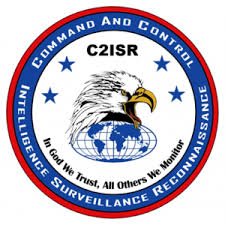 COMMAND AND CONTROL
C2ISR
In God We Trust, All Others We Monitor
INTELLIGENCE SURVEILLANCE RECONNAISSANCE